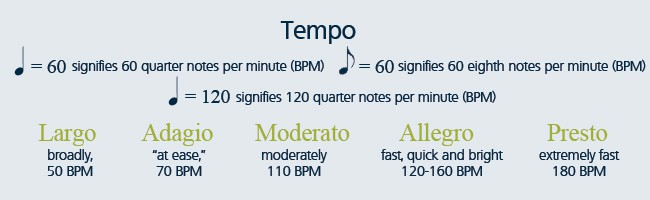 Tempo
♩ = 60 signifies 60 quarter notes per minute (BPM) ♪ = 60 signifies 60 eighth notes per minute (BPM)
♩ = 120 signifies 120 quarter notes per minute (BPM)
Largo Adagio Moderato Allegro Presto
broadly, "at ease," moderately fast, quick and bright extremely fast
50 BPM 70 BPM 110 BPM 120-160 BPM 180 BPM